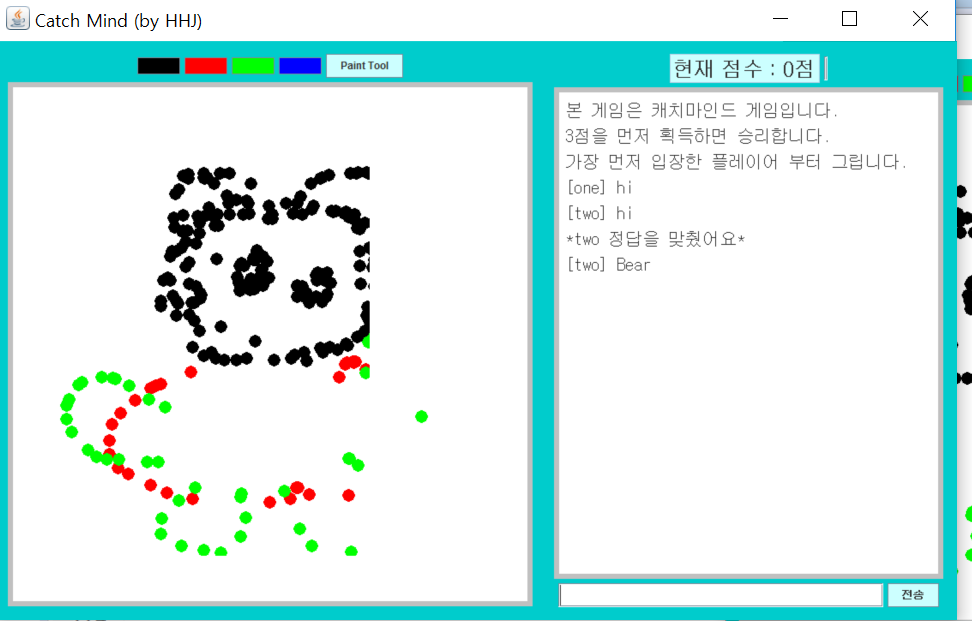 Catch Mind (by HHJ)
Paint Tool
현재 점수 : 0점
본 게임은 캐치마인드 게임입니다.
3점을 먼저 획득하면 승리합니다.
가장 먼저 입장한 플레이어 부터 그립니다.
[one] hi
[two] hi
*two 정답을 맞췄어요*
[two] Bear
전송